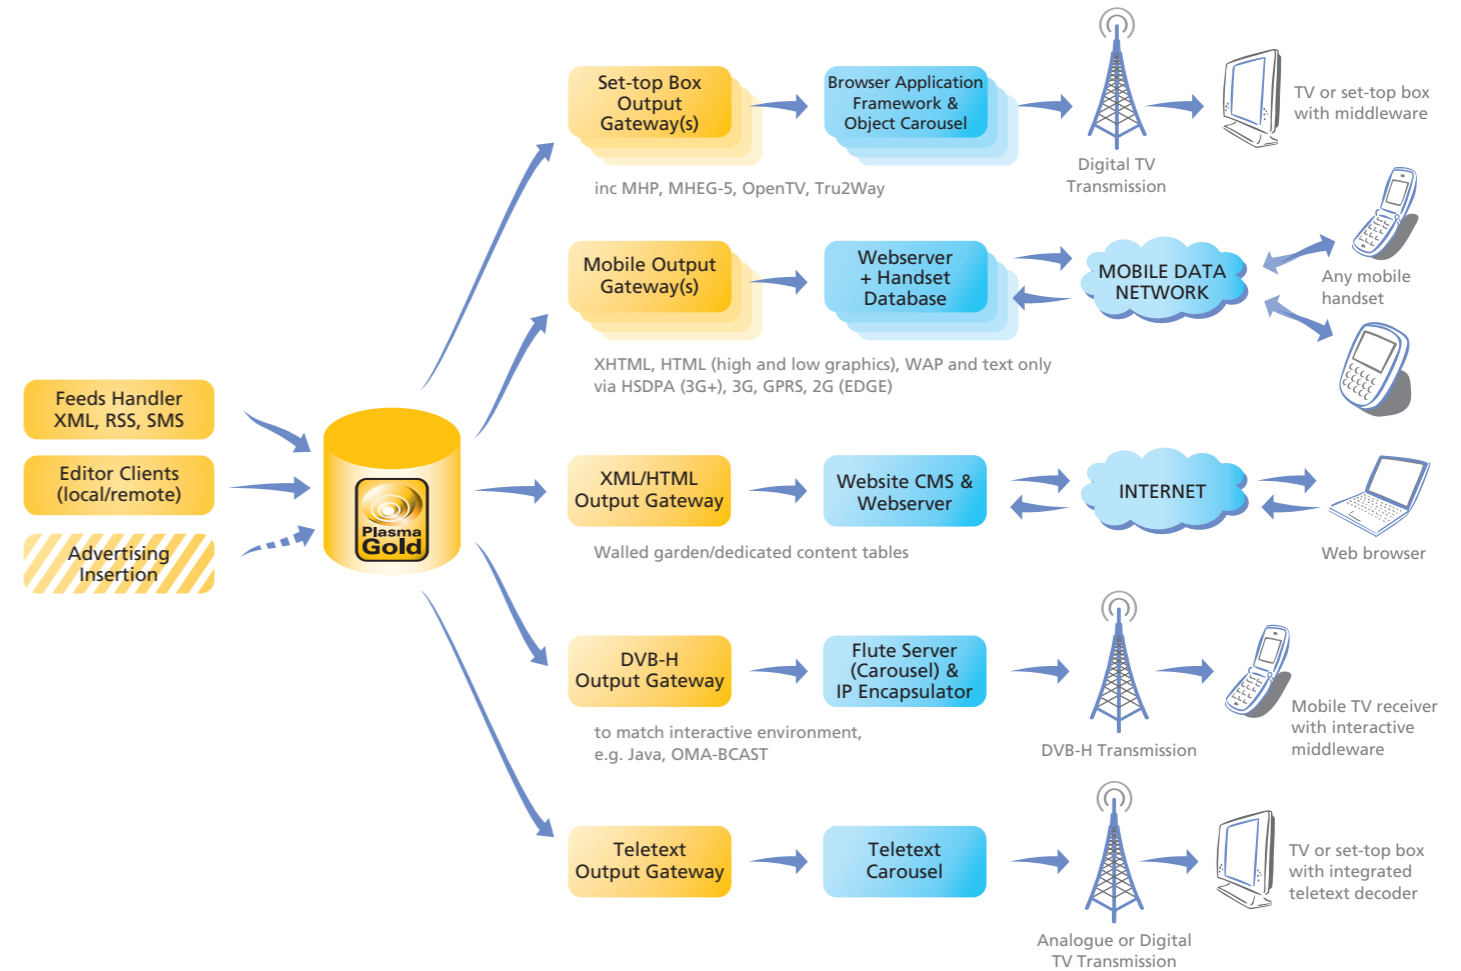 Feeds Handler
XML, RSS, SMS
Editor Clients
(local/remote)
Advertising
Insertion
Plasma
Gold
Set-top Box
Output
Gateway(s)
Browser Application
Framework &
Object Carousel
inc MHP, MHEG-5, OpenTV, Tru2Way
Digital TV
Transmission
TV or set-top box
with middleware
Mobile Output
Gateway(s)
Webserver
+ Handset
Database
MOBILE DATA
NETWORK
Any mobile
handset
XHTML, HTML (high and low graphics), WAP and text only
via HSDPA (3G+), 3G, GPRS, 2G (EDGE)
XML/HTML
Output Gateway
Website CMS &
Webserver
INTERNET
Web browser
Walled garden/dedicated content tables
DVB-H
Output Gateway
Flute Server
(Carousel) &
IP Encapsulator
to match interactive environment,
e.g. Java, OMA-BCAST
DVB-H Transmission
Mobile TV receiver
with interactive
middleware
Teletext
Output Gateway
Teletext
Carousel
Analogue or Digital
TV Transmission
TV or set-top box
with integrated
teletext decoder